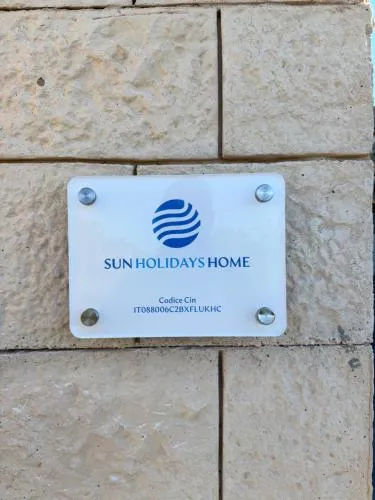 SUN HOLIDAYS HOME
Codice Cin
IT088006C2BXFLUKHC